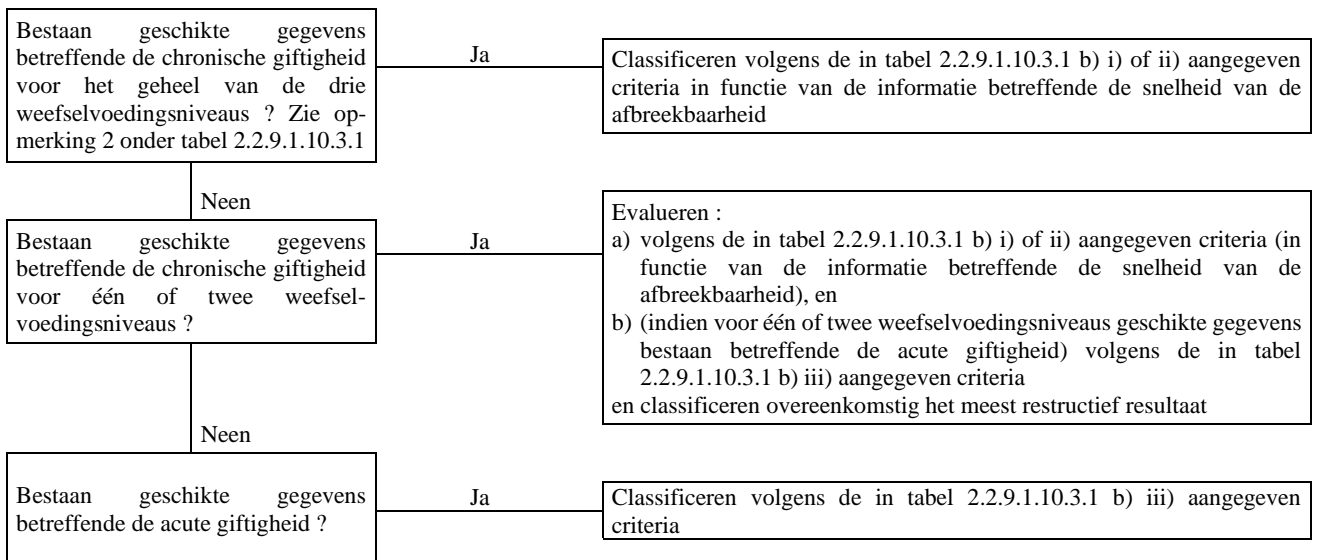 Bestaan geschikte gegevens
betreffende de chronische giftigheid
voor het geheel van de drie
weefselvoedingsniveaus ? Zie op-
merking 2 onder tabel 2.2.9.1.10.3.1
Ja
Classificeren volgens de in tabel 2.2.9.1.10.3.1 b) i) of ii) aangegeven
criteria in functie van de informatie betreffende de snelheid van de
afbreekbaarheid
Neen
Bestaan geschikte gegevens
betreffende de chronische giftigheid
voor één of twee weefsel-
voedingsniveaus ?
Ja
Evalueren :
a) volgens de in tabel 2.2.9.1.10.3.1 b) i) of ii) aangegeven criteria (in
functie van de informatie betreffende de snelheid van de
afbreekbaarheid), en
b) (indien voor één of twee weefselvoedingsniveaus geschikte gegevens
bestaan betreffende de acute giftigheid) volgens de in tabel
2.2.9.1.10.3.1 b) iii) aangegeven criteria
en classificeren overeenkomstig het meest restructief resultaat
Neen
Bestaan geschikte gegevens
betreffende de acute giftigheid ?
Ja
Classificeren volgens de in tabel 2.2.9.1.10.3.1 b) iii) aangegeven
criteria